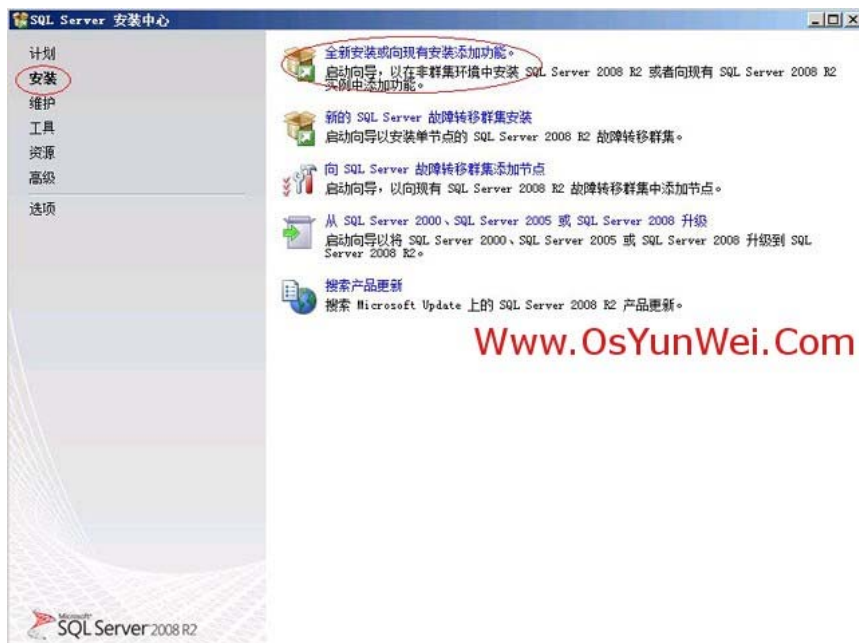 SQL Server 安装中心
计划
安装
维护
工具
资源
高级
选项
全新安装或向现有安装添加功能。
启动向导，以在非群集环境中安装 SQL Server 2008 R2 或者向现有 SQL Server 2008 R2
实例中添加功能。
新的 SQL Server 故障转移群集安装
启动向导以安装单节点的 SQL Server 2008 R2 故障转移群集。
向 SQL Server 故障转移群集添加节点
启动向导，以向现有 SQL Server 2008 R2 故障转移群集中添加节点。
从 SQL Server 2000、SQL Server 2005 或 SQL Server 2008 升级
启动向导以将 SQL Server 2000、SQL Server 2005 或 SQL Server 2008 升级到 SQL
Server 2008 R2。
搜索产品更新
搜索 Microsoft Update 上的 SQL Server 2008 R2 产品更新。
Www.OsYunWei.Com
Microsoft
SQL Server 2008 R2